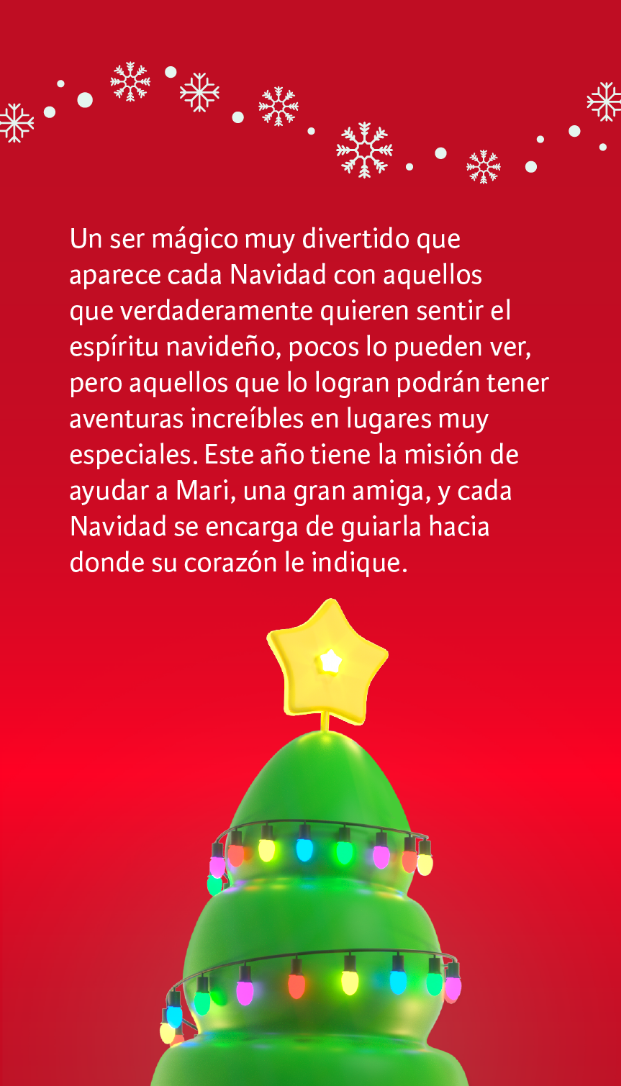 Un ser mágico muy divertido que
aparece cada Navidad con aquellos
que verdaderamente quieren sentir el
espíritu navideño, pocos lo pueden ver,
pero aquellos que lo logran podrán tener
aventuras increíbles en lugares muy
especiales. Este año tiene la misión de
ayudar a Mari, una gran amiga, y cada
Navidad se encarga de guiarla hacia
donde su corazón le indique.